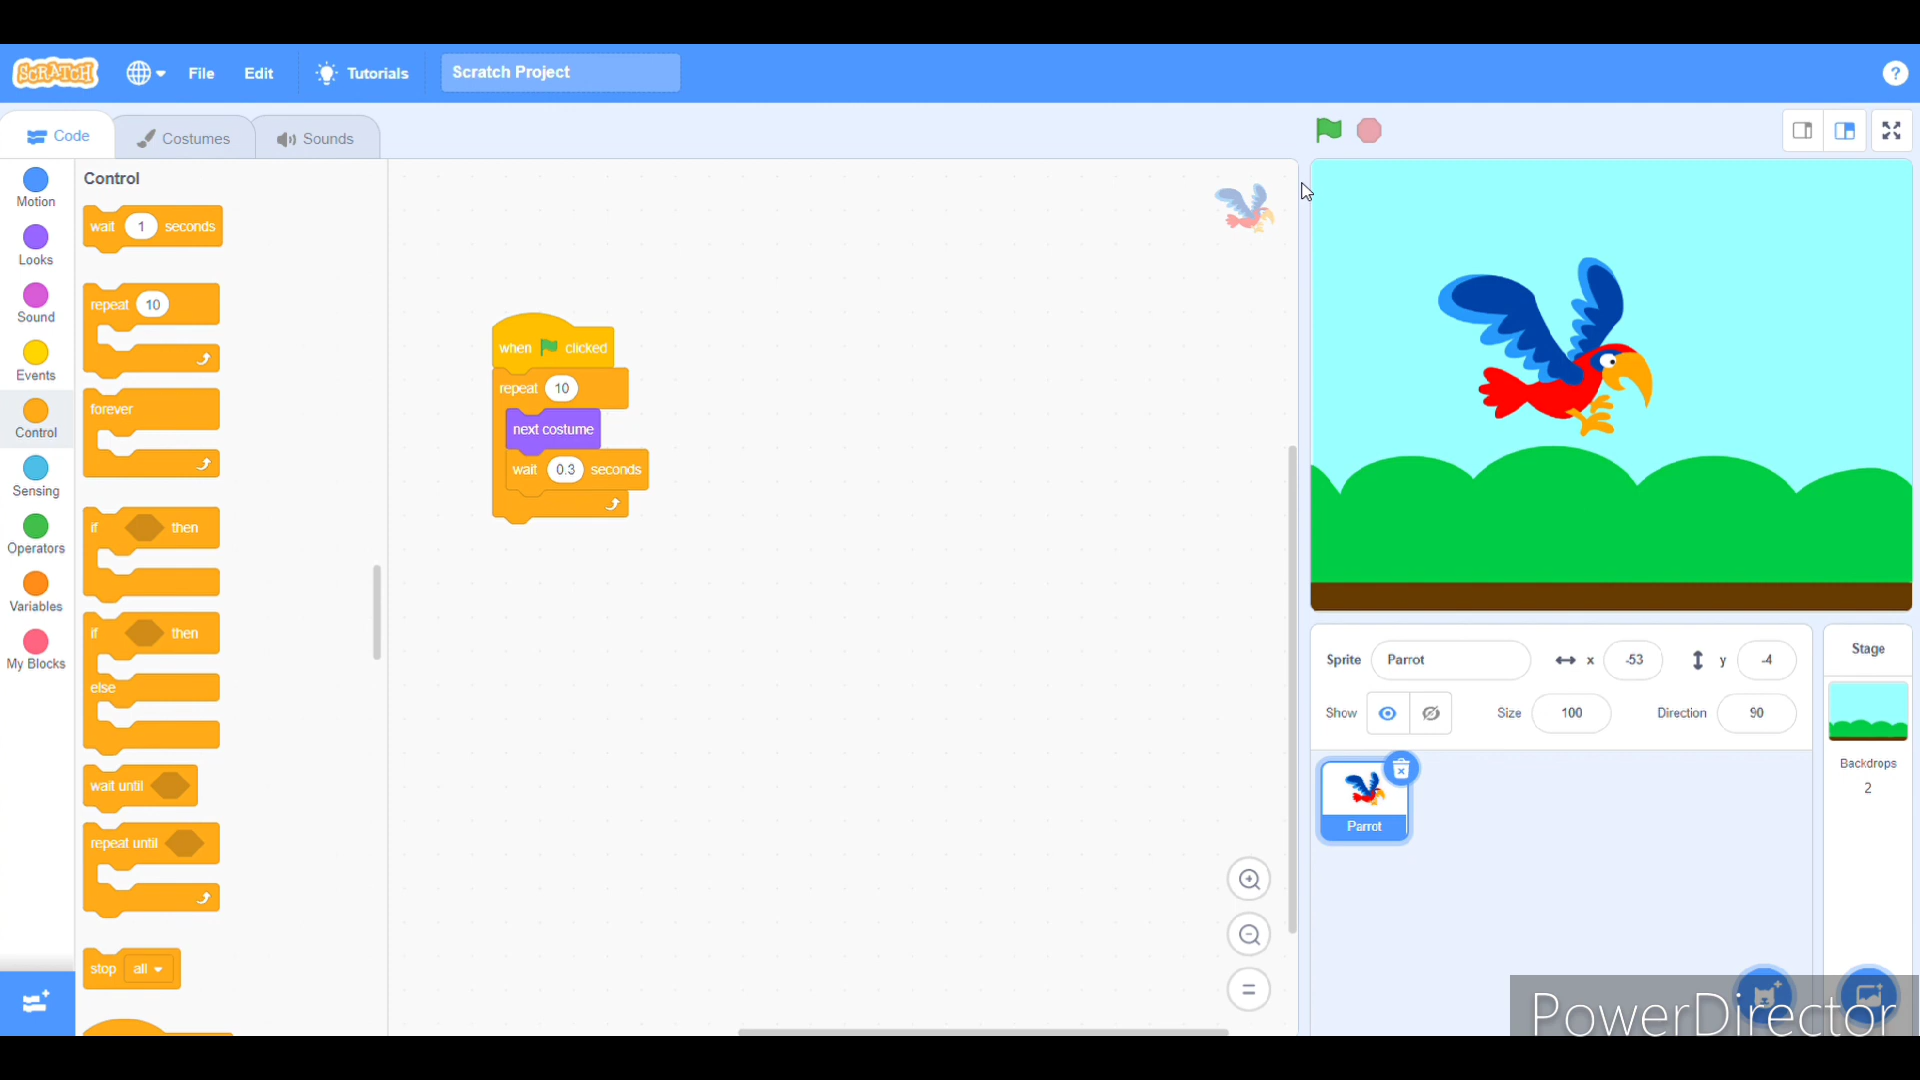 SCRATCH
File
Edit
Tutorials
Scratch Project
?
Code
Costumes
Sounds
Motion
Looks
Sound
Events
Control
Sensing
Operators
Variables
My Blocks
Control
wait 1 seconds
repeat 10
forever
if then
if then
else
wait until
repeat until
stop all
when clicked
repeat 10
next costume
wait 0.3 seconds
Sprite Parrot x -53 y -4
Show Size 100 Direction 90
Parrot
Stage
Backdrops
2
PowerDirector